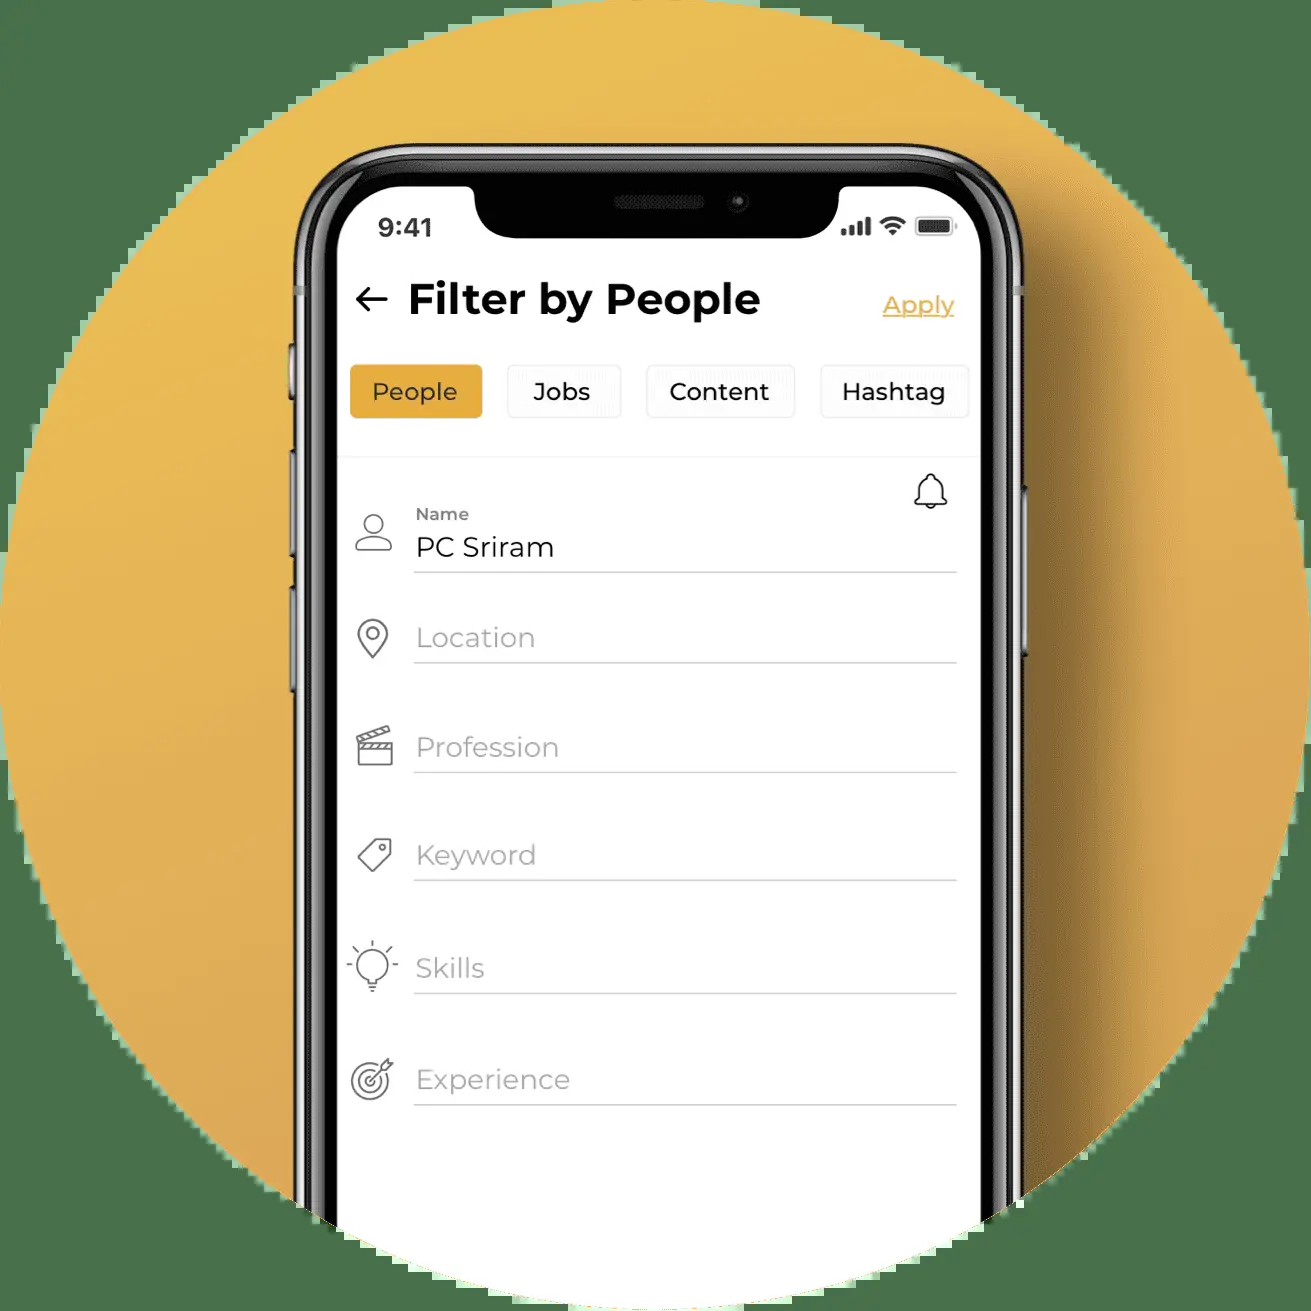 9:41
Filter by People
Apply
People Jobs Content Hashtag
Name
PC Sriram
Location
Profession
Keyword
Skills
Experience